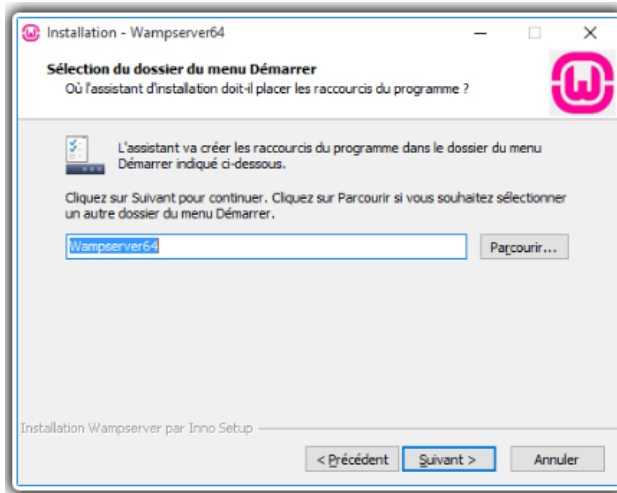 Installation - Wampserver64
Sélection du dossier du menu Démarrer
Où l'assistant d'installation doit-il placer les raccourcis du programme ?
L'assistant va créer les raccourcis du programme dans le dossier du menu
Démarrer indiqué ci-dessous.
Cliquez sur Suivant pour continuer. Cliquez sur Parcourir si vous souhaitez sélectionner
un autre dossier du menu Démarrer.
Wampserver64
Parcourir...
Installation Wampserver par Inno Setup
< Précédent
Suivant >
Annuler